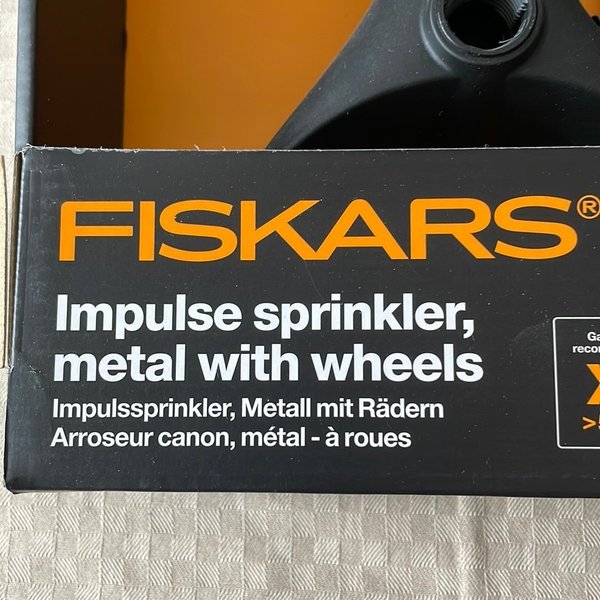 FISKARS®
Impulse sprinkler,
metal with wheels
Impulssprinkler, Metall mit Rädern
Arroseur canon, métal - à roues